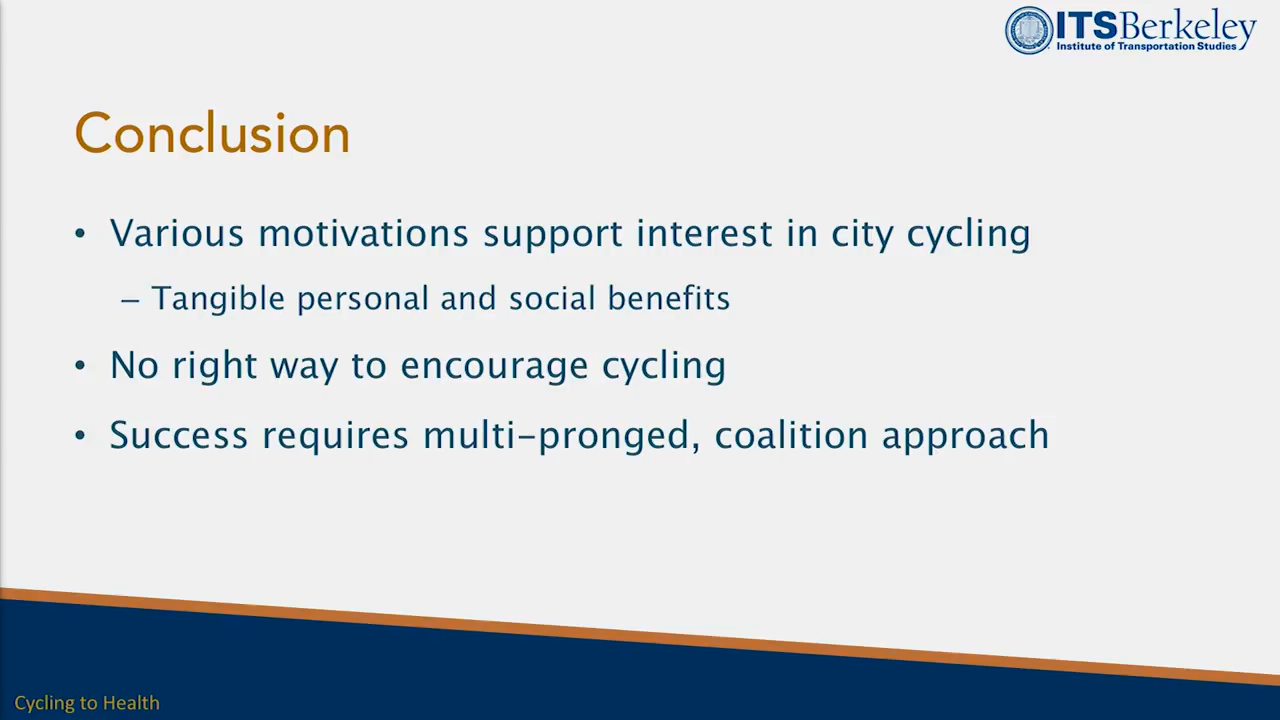 ITSBerkeley
Institute of Transportation Studies
Conclusion
• Various motivations support interest in city cycling
– Tangible personal and social benefits
• No right way to encourage cycling
• Success requires multi-pronged, coalition approach
Cycling to Health